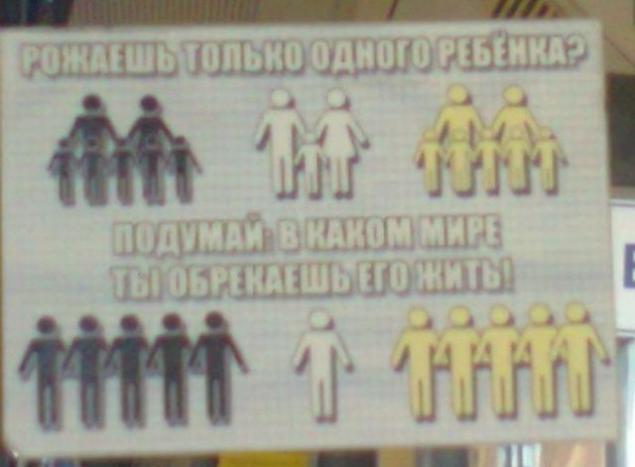 РОЖАЕШЬ ТОЛЬКО ОДНОГО РЕБЁНКА?
ПОДУМАЙ: В КАКОМ МИРЕ
ТЫ ОБРЕКАЕШЬ ЕГО ЖИТЬ!